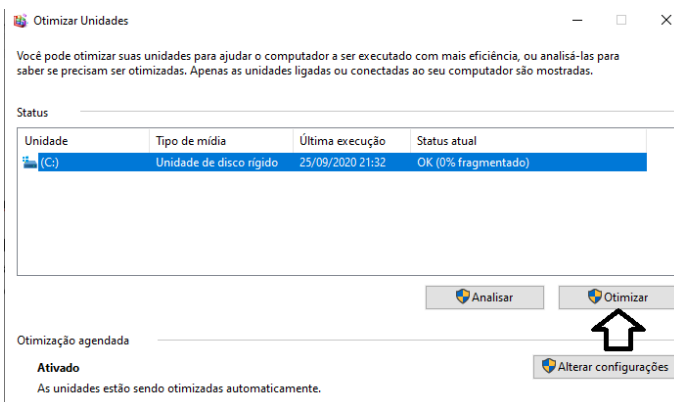 Otimizar Unidades
Você pode otimizar suas unidades para ajudar o computador a ser executado com mais eficiência, ou analisá-las para
saber se precisam ser otimizadas. Apenas as unidades ligadas ou conectadas ao seu computador são mostradas.
Status
Unidade Tipo de mídia Última execução Status atual
(C:) Unidade de disco rígido 25/09/2020 21:32 OK (0% fragmentado)
Analisar Otimizar
Otimização agendada
Ativado Alterar configurações
As unidades estão sendo otimizadas automaticamente.